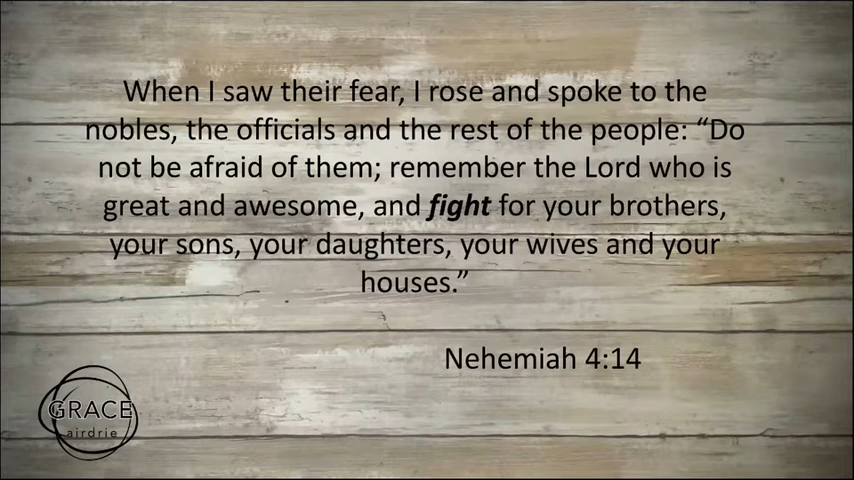 When I saw their fear, I rose and spoke to the
nobles, the officials and the rest of the people: “Do
not be afraid of them; remember the Lord who is
great and awesome, and fight for your brothers,
your sons, your daughters, your wives and your
houses.”
Nehemiah 4:14
GRACE
airdrie